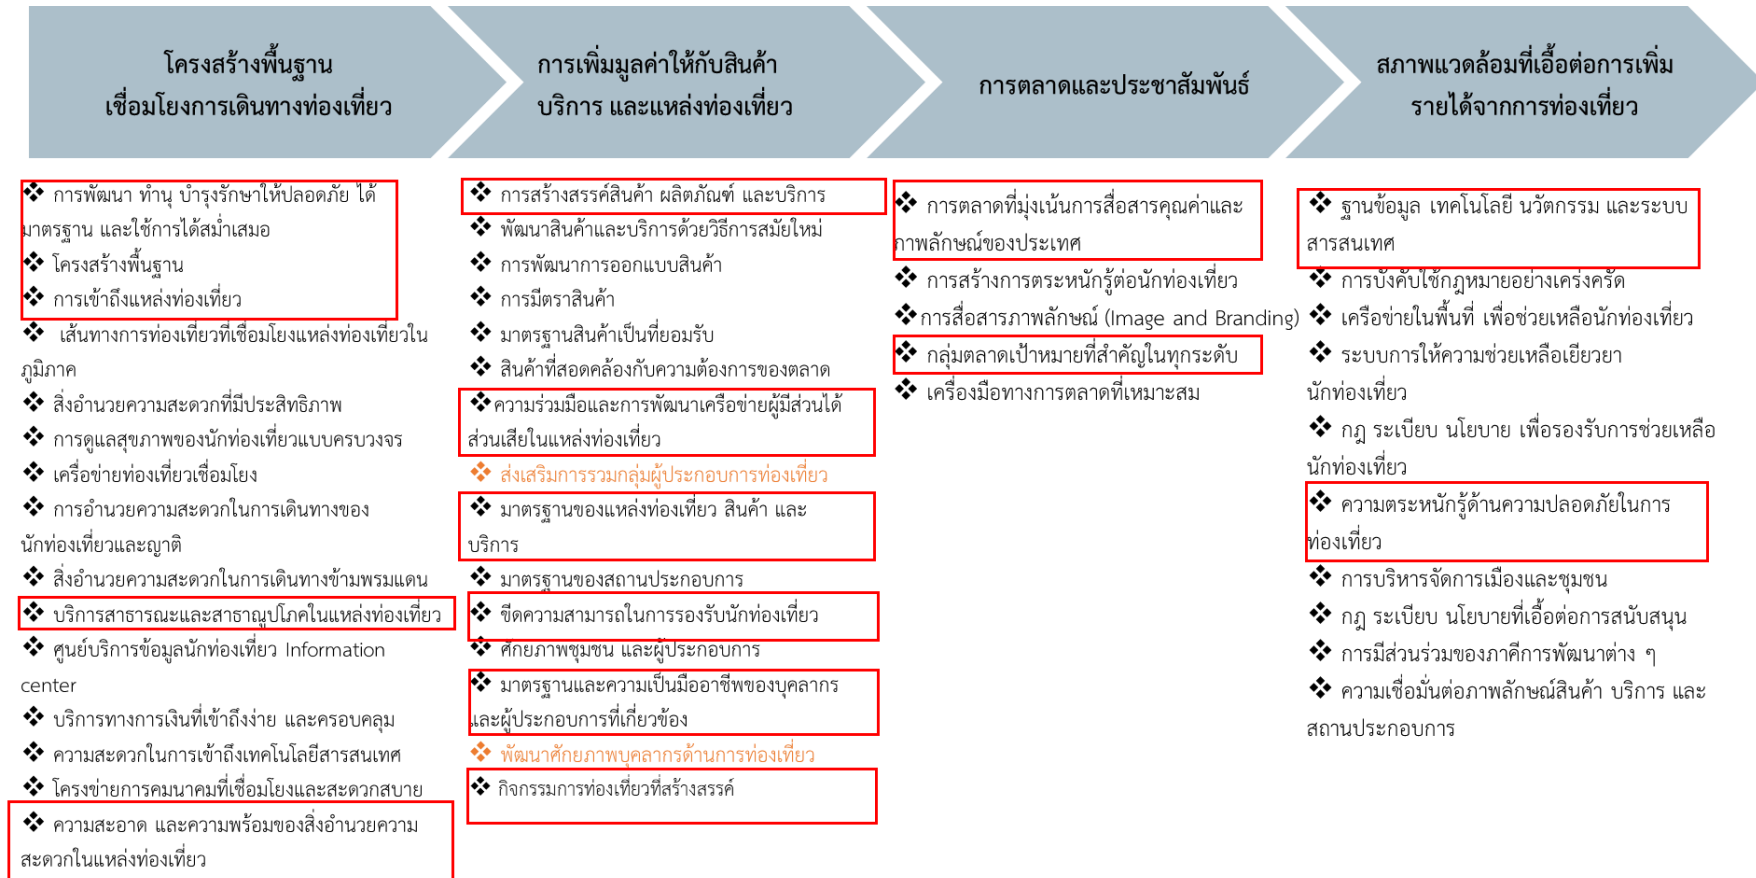 โครงสร้างพื้นฐาน
เชื่อมโยงการเดินทางท่องเที่ยว
การเพิ่มมูลค่าให้กับสินค้า
บริการ และแหล่งท่องเที่ยว
การตลาดและประชาสัมพันธ์
สภาพแวดล้อมที่เอื้อต่อการเพิ่ม
รายได้จากการท่องเที่ยว
❖ การพัฒนา ทำนุ บำรุงรักษาให้ปลอดภัย ได้
มาตรฐาน และใช้การได้สม่ำเสมอ
❖ โครงสร้างพื้นฐาน
❖ การเข้าถึงแหล่งท่องเที่ยว
❖ เส้นทางการท่องเที่ยวที่เชื่อมโยงแหล่งท่องเที่ยวใน
ภูมิภาค
❖ สิ่งอำนวยความสะดวกที่มีประสิทธิภาพ
❖ การดูแลสุขภาพของนักท่องเที่ยวแบบครบวงจร
❖ เครื่อข่ายท่องเที่ยวเชื่อมโยง
❖ การอำนวยความสะดวกในการเดินทางของ
นักท่องเที่ยวและญาติ
❖ สิ่งอำนวยความสะดวกในการเดินทางข้ามพรมแดน
❖ บริการสาธารณะและสาธาณูปโภคในแหล่งท่องเที่ยว
❖ ศูนย์บริการข้อมูลนักท่องเที่ยว Information
center
❖ บริการทางการเงินที่เข้าถึงง่าย และครอบคลุม
❖ ความสะดวกในการเข้าถึงเทคโนโลยีสารสนเทศ
❖ โครงข่ายการคมนาคมที่เชื่อมโยงและสะดวกสบาย
❖ ความสะอาด และความพร้อมของสิ่งอำนวยความ
สะดวกในแหล่งท่องเที่ยว
❖ การสร้างสรรค์สินค้า ผลิตภัณฑ์ และบริการ
❖ พัฒนาสินค้าและบริการด้วยวิธีการสมัยใหม่
❖ การพัฒนาการออกแบบสินค้า
❖ การมีตราสินค้า
❖ มาตรฐานสินค้าเป็นที่ยอมรับ
❖ สินค้าที่สอดคล้องกับความต้องการของตลาด
❖ความร่วมมือและการพัฒนาเครือข่ายผู้มีส่วนได้
ส่วนเสียในแหล่งท่องเที่ยว
❖ ส่งเสริมการรวมกลุ่มผู้ประกอบการท่องเที่ยว
❖ มาตรฐานของแหล่งท่องเที่ยว สินค้า และ
บริการ
❖ มาตรฐานของสถานประกอบการ
❖ ขีดความสามารถในการรองรับนักท่องเที่ยว
❖ ศักยภาพชุมชน และผู้ประกอบการ
❖ มาตรฐานและความเป็นมืออาชีพของบุคลากร
และผู้ประกอบการที่เกี่ยวข้อง
❖ พัฒนาศักยภาพบุคลากรด้านการท่องเที่ยว
❖ กิจกรรมการท่องเที่ยวที่สร้างสรรค์
❖ การตลาดที่มุ่งเน้นการสื่อสารคุณค่าและ
ภาพลักษณ์ของประเทศ
❖ การสร้างการตระหนักรู้ต่อนักท่องเที่ยว
❖การสื่อสารภาพลักษณ์ (Image and Branding)
❖ กลุ่มตลาดเป้าหมายที่สำคัญในทุกระดับ
❖ เครื่องมือทางการตลาดที่เหมาะสม
❖ ฐานข้อมูล เทคโนโลยี นวัตกรรม และระบบ
สารสนเทศ
❖ การบังคับใช้กฎหมายอย่างเคร่งครัด
❖ เครือข่ายในพื้นที่ เพื่อช่วยเหลือนักท่องเที่ยว
❖ ระบบการให้ความช่วยเหลือเยียวยา
นักท่องเที่ยว
❖ กฎ ระเบียบ นโยบาย เพื่อรองรับการช่วยเหลือ
นักท่องเที่ยว
❖ ความตระหนักรู้ด้านความปลอดภัยในการ
ท่องเที่ยว
❖ การบริหารจัดการเมืองและชุมชน
❖ กฎ ระเบียบ นโยบายที่เอื้อต่อการสนับสนุน
❖ การมีส่วนร่วมของภาคีการพัฒนาต่าง ๆ
❖ ความเชื่อมั่นต่อภาพลักษณ์สินค้า บริการ และ
สถานประกอบการ